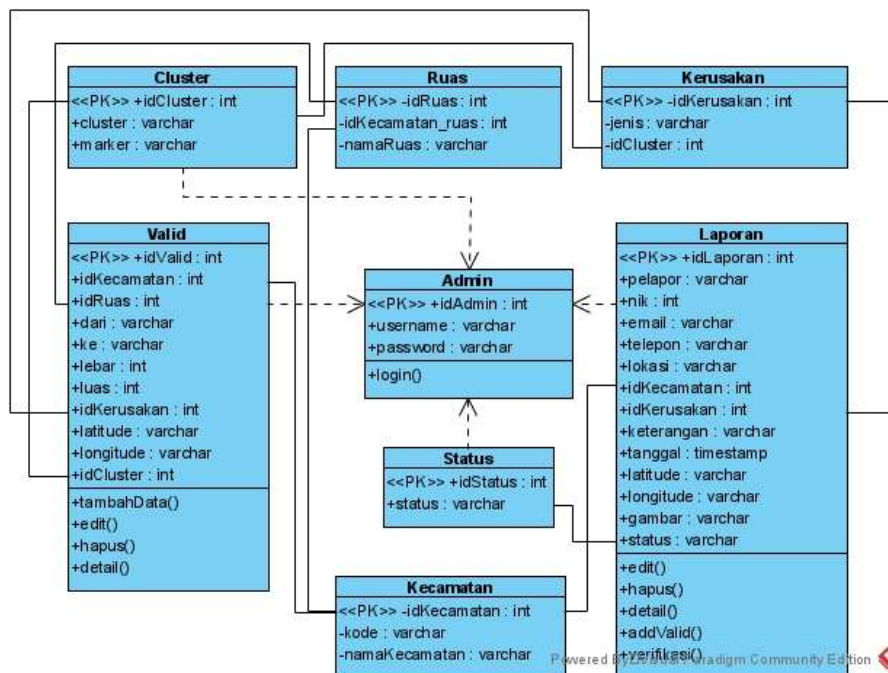 Cluster
<<PK>> +idCluster : int
+cluster : varchar
+marker : varchar
Ruas
<<PK>> -idRuas : int
-idKecamatan_ruas : int
-namaRuas : varchar
Kerusakan
<<PK>> -idKerusakan : int
-jenis : varchar
-idCluster : int
Valid
<<PK>> +idValid : int
+idKecamatan : int
+idRuas : int
+dari : varchar
+ke : varchar
+lebar : int
+luas : int
+idKerusakan : int
+latitude : varchar
+longitude : varchar
+idCluster : int
+tambahData()
+edit()
+hapus()
+detail()
Admin
<<PK>> +idAdmin : int
+username : varchar
+password : varchar
+login()
Laporan
<<PK>> +idLaporan : int
+pelapor : varchar
+nik : int
+email : varchar
+telepon : varchar
+lokasi : varchar
+idKecamatan : int
+idKerusakan : int
+keterangan : varchar
+tanggal : timestamp
+latitude : varchar
+longitude : varchar
+gambar : varchar
+status : varchar
+edit()
+hapus()
+detail()
+addValid()
+verifikasi()
Status
<<PK>> +idStatus : int
+status : varchar
Kecamatan
<<PK>> -idKecamatan : int
-kode : varchar
-namaKecamatan : varchar
Powered By Visual Paradigm Community Edition